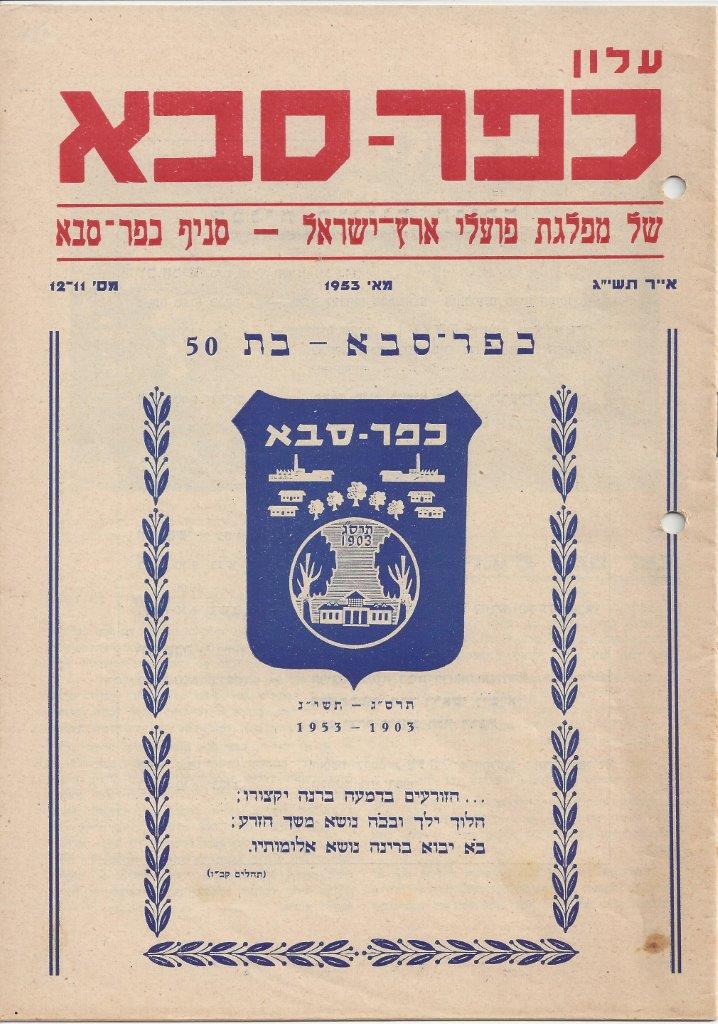 עלון
כפר-סבא
של מפלגת פועלי ארץ-ישראל — סניף כפר-סבא
אייר תשי"ג מאי 1953 מס' 11-12
כפר-סבא - בת 50
כפר-סבא
תרס"ג
1903
תרס"ג - תשי"ג
1953 - 1903
... הזורעים בדמעה ברנה יקצורו;
הלוך ילך ובכה נושא משך הזרע;
בא יבוא ברינה נושא אלומותיו.
(תהלים קכ"ו)